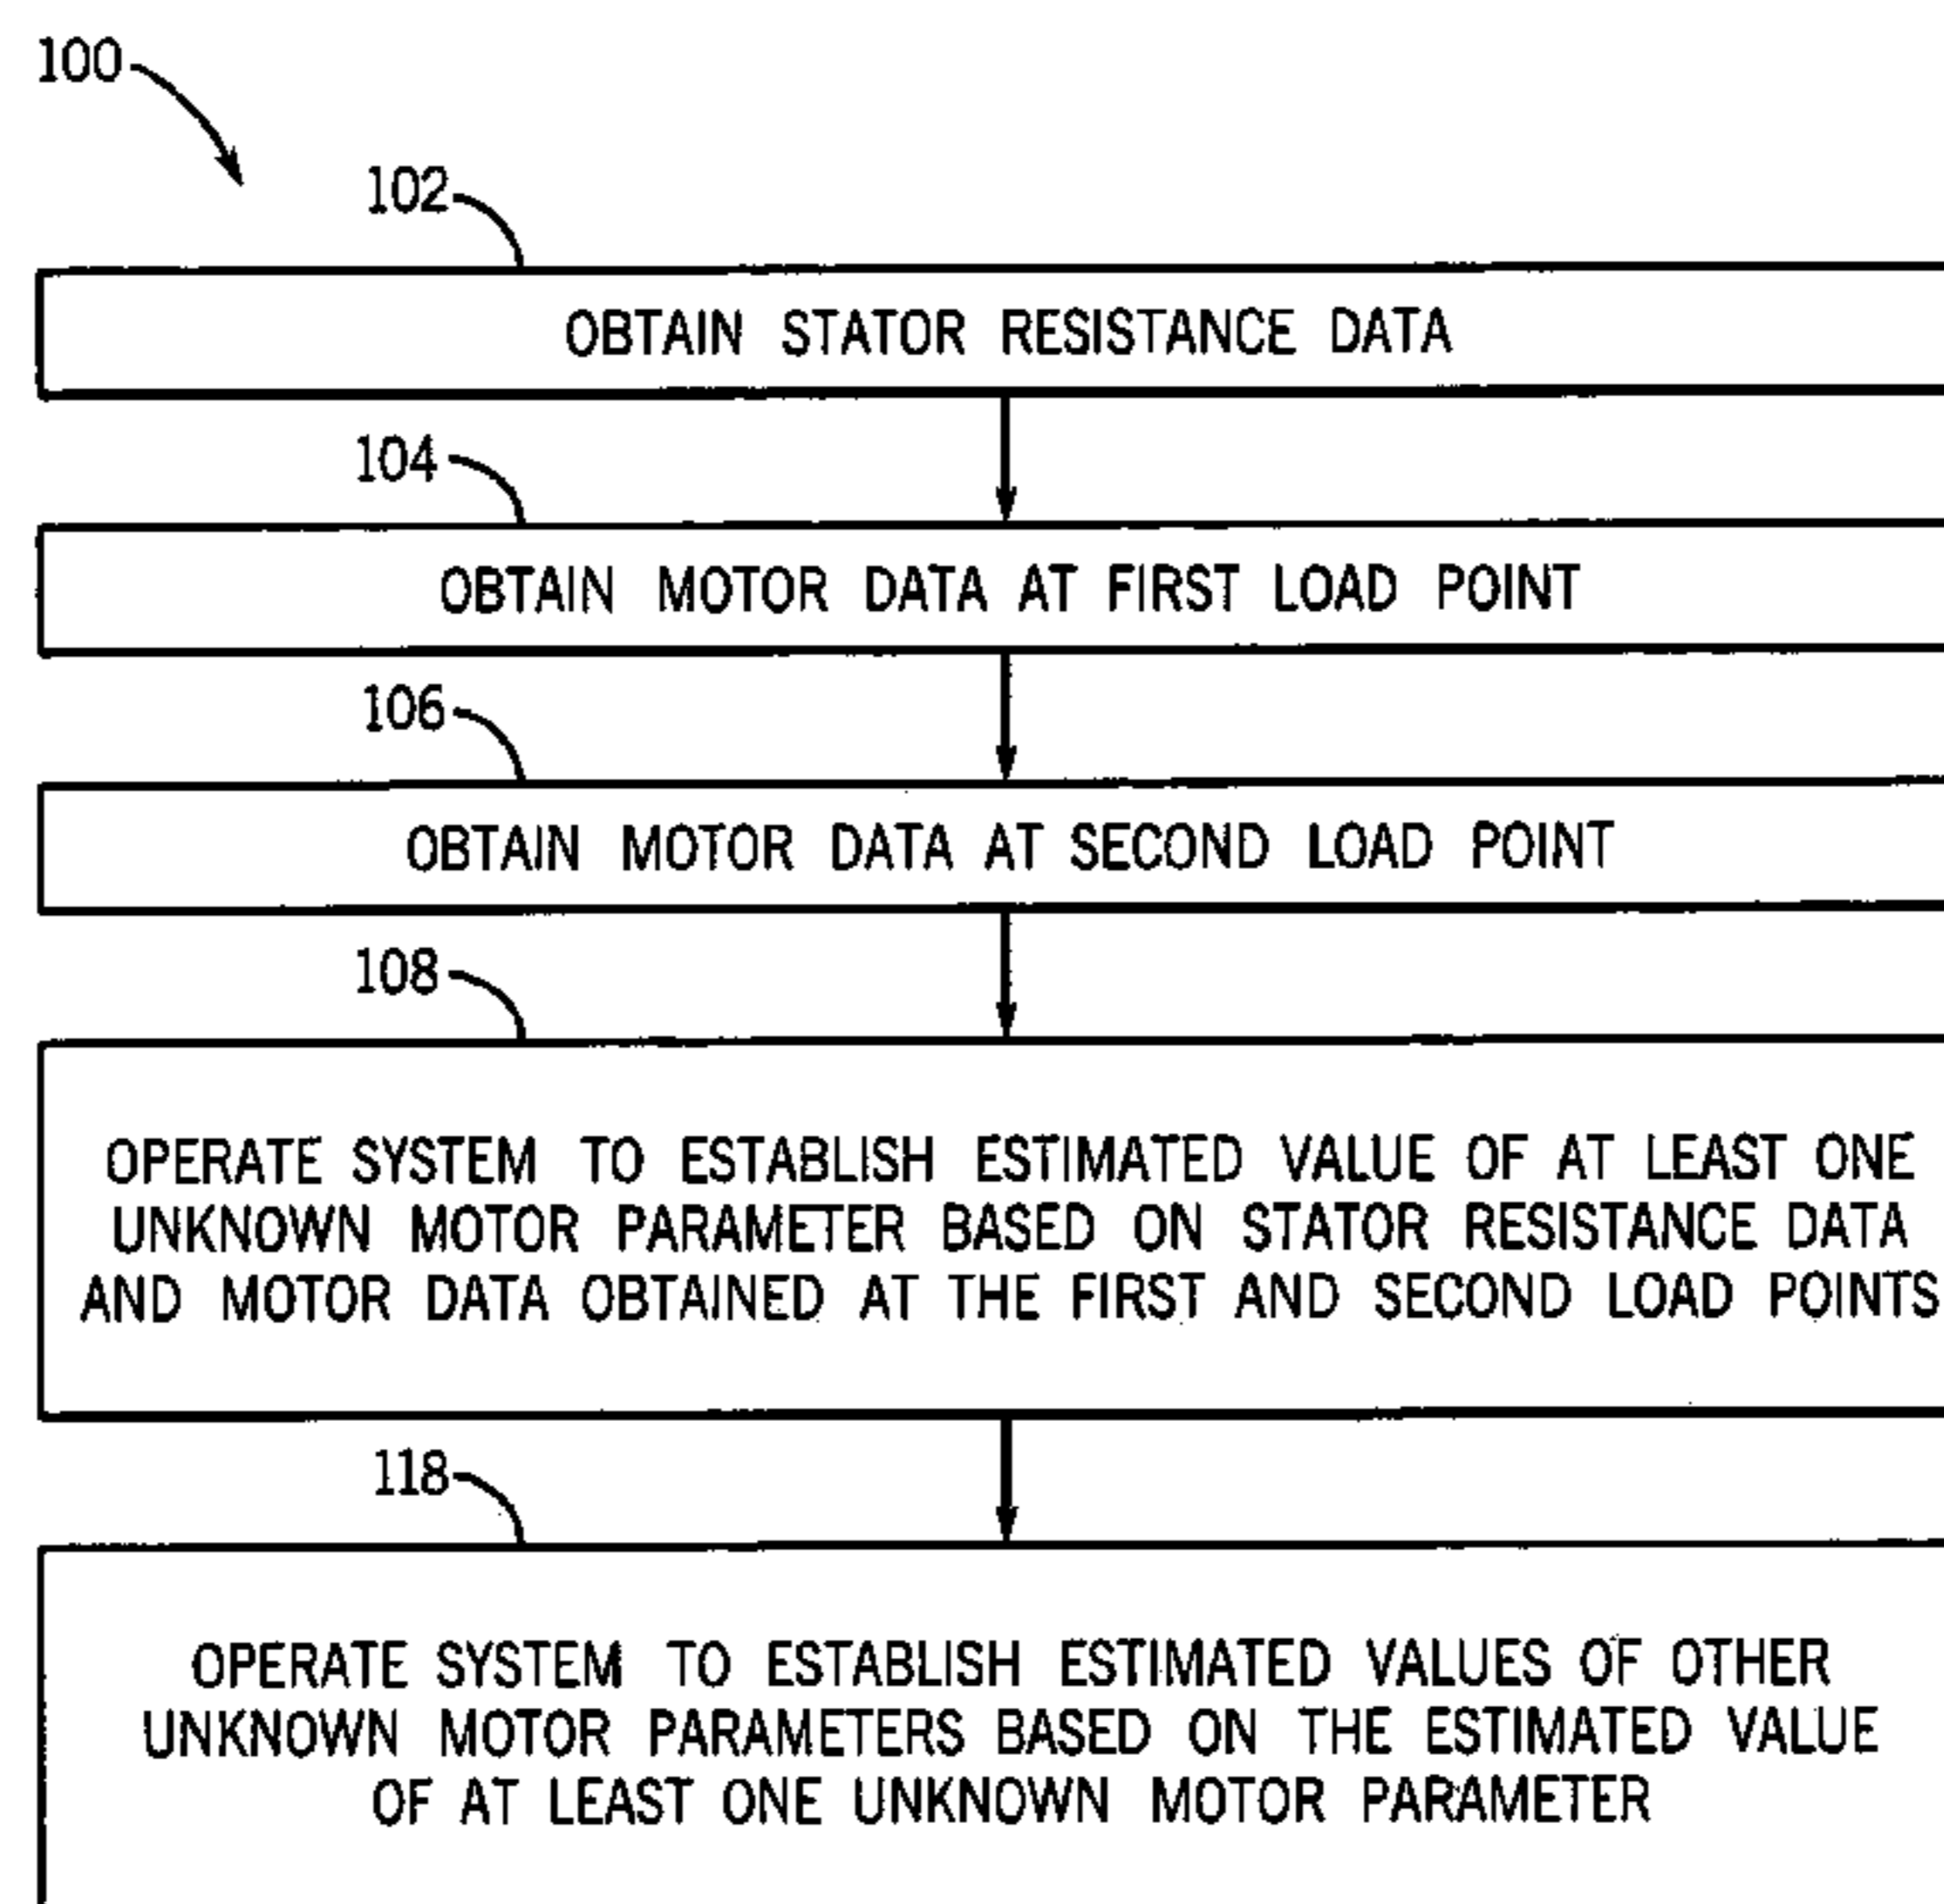 100
102
OBTAIN STATOR RESISTANCE DATA
104
OBTAIN MOTOR DATA AT FIRST LOAD POINT
106
OBTAIN MOTOR DATA AT SECOND LOAD POINT
108
OPERATE SYSTEM TO ESTABLISH ESTIMATED VALUE OF AT LEAST ONE
UNKNOWN MOTOR PARAMETER BASED ON STATOR RESISTANCE DATA
AND MOTOR DATA OBTAINED AT THE FIRST AND SECOND LOAD POINTS
118
OPERATE SYSTEM TO ESTABLISH ESTIMATED VALUES OF OTHER
UNKNOWN MOTOR PARAMETERS BASED ON THE ESTIMATED VALUE
OF AT LEAST ONE UNKNOWN MOTOR PARAMETER